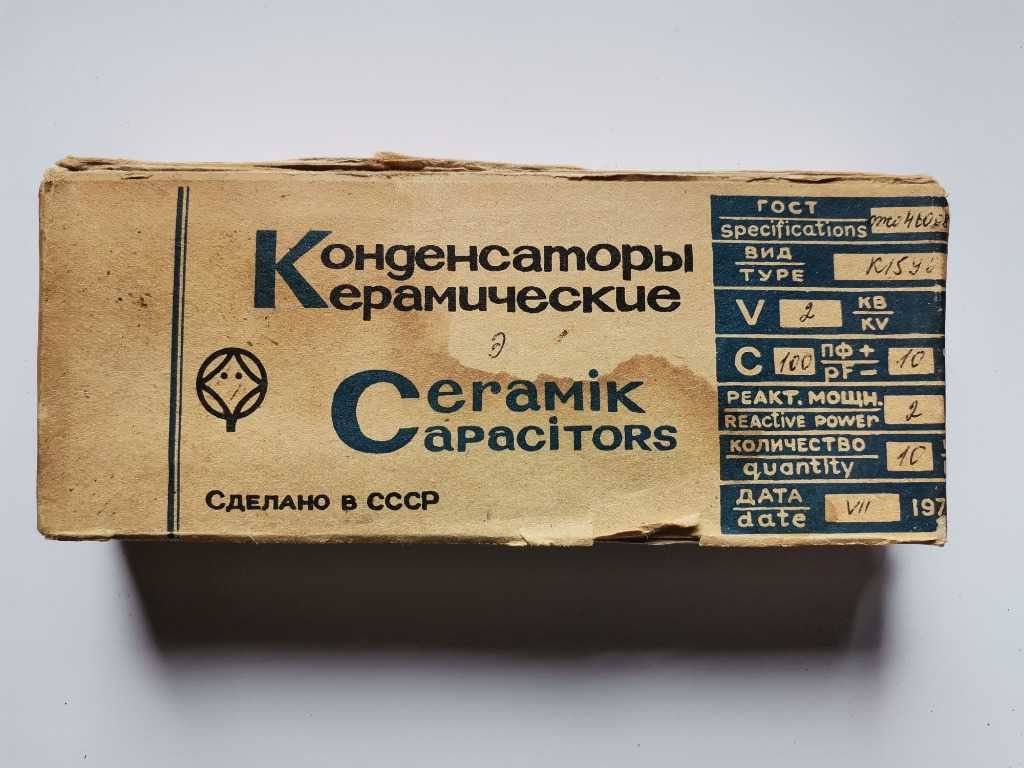 Конденсаторы
Керамические
Э
Ceramik
Capacitors
Сделано в СССР
ГОСТ
specifications
ВИД
TYPE
К15У
V 2 КВ
KV
C 100 ПФ ± 10
pF
РЕАКТ. МОЩН. 2
REACTIVE POWER
КОЛИЧЕСТВО 10
quantity
ДАТА VII 197
date